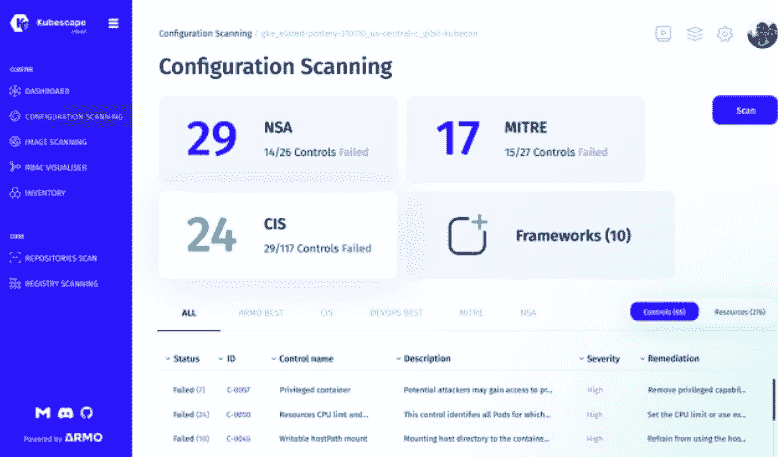 Kubescape
cloud
DASHBOARD
CONFIGURATION SCANNING
IMAGE SCANNING
RBAC VISUALISER
INVENTORY
REPOSITORIES SCAN
REGISTRY SCANNING
Powered by ARMO
Configuration Scanning /
Configuration Scanning
29
NSA
14/26 Controls Failed
17
MITRE
15/27 Controls Failed
Scan
24
CIS
29/117 Controls Failed
Frameworks (10)
ALL ARMO BEST CIS DEVOPS BEST MITRE NSA
Controls Resources (276)
Status ID Control name Description Severity Remediation
Failed (7) C-0057 Privileged container Potential attackers may gain access to pr... High Remove privileged capabil...
Failed (24) C-0050 Resources CPU limit and... This control identifies all Pods for which... High Set the CPU limit or use
Failed C-0045 Writable hostPath mount Mounting host directory to the containe... High Refrain from using the hos...